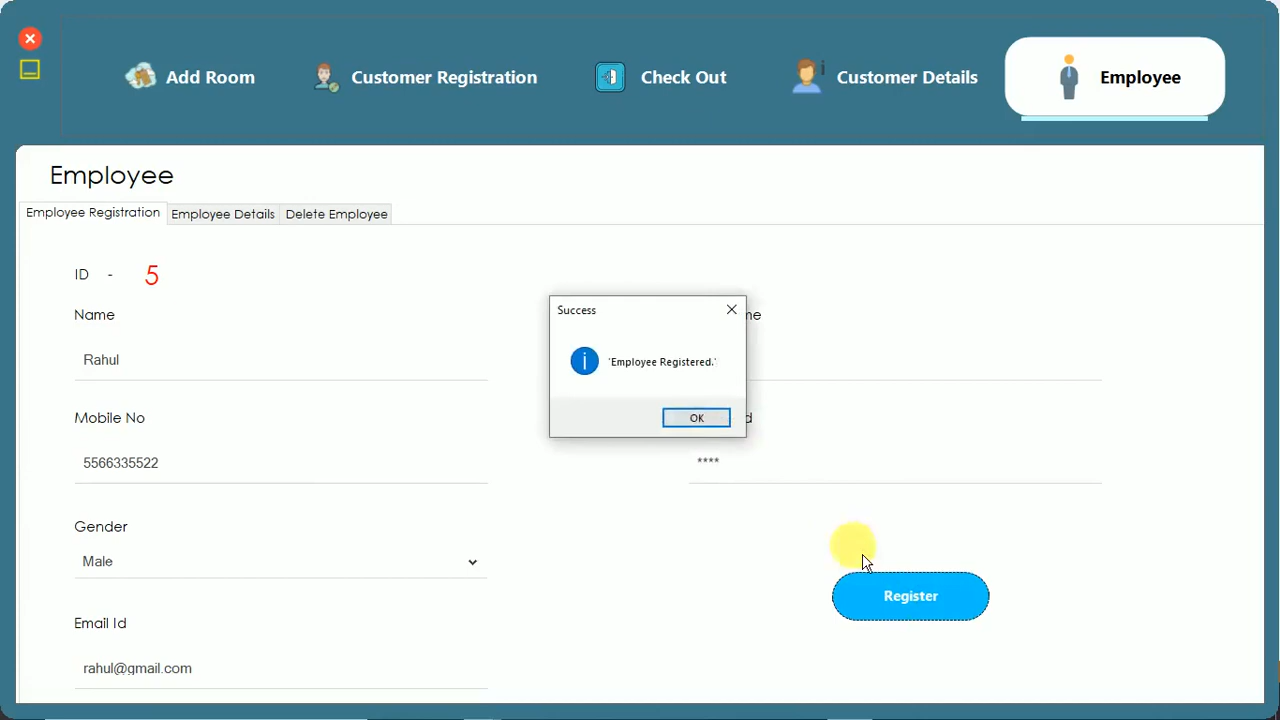 Add Room
Customer Registration
Check Out
Customer Details
Employee
Employee
Employee Registration
Employee Details
Delete Employee
ID - 5
Name
Rahul
Mobile No
5566335522
Gender
Male
Email Id
rahul@gmail.com
Success
'Employee Registered.'
OK
****
Register